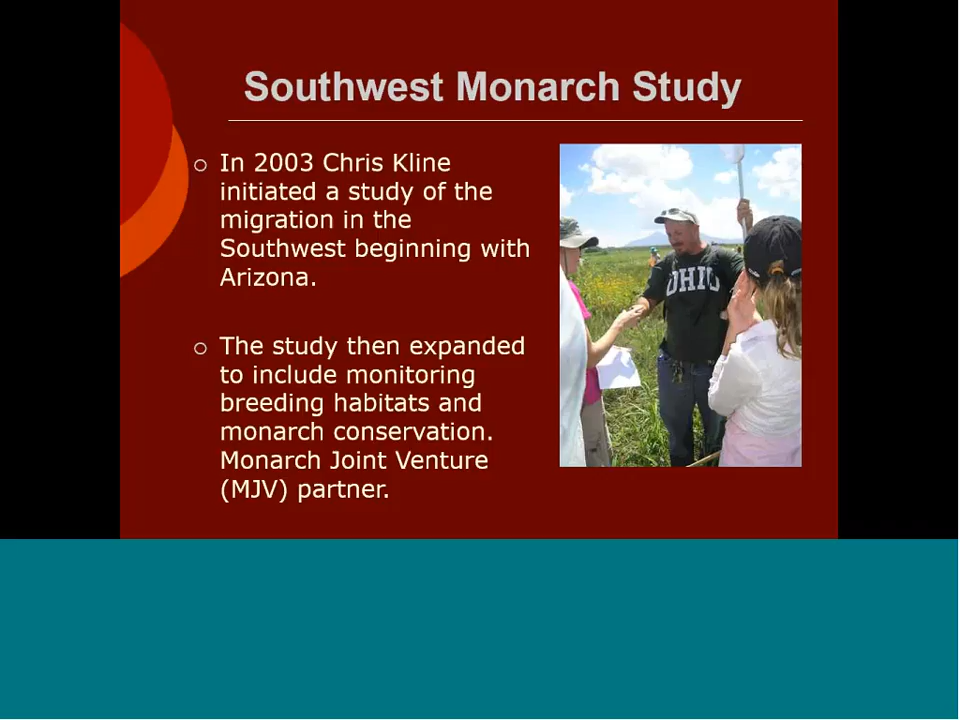 Southwest Monarch Study
In 2003 Chris Kline
initiated a study of the
migration in the
Southwest beginning with
Arizona.
The study then expanded
to include monitoring
breeding habitats and
monarch conservation.
Monarch Joint Venture
(MJV) partner.
OHIO